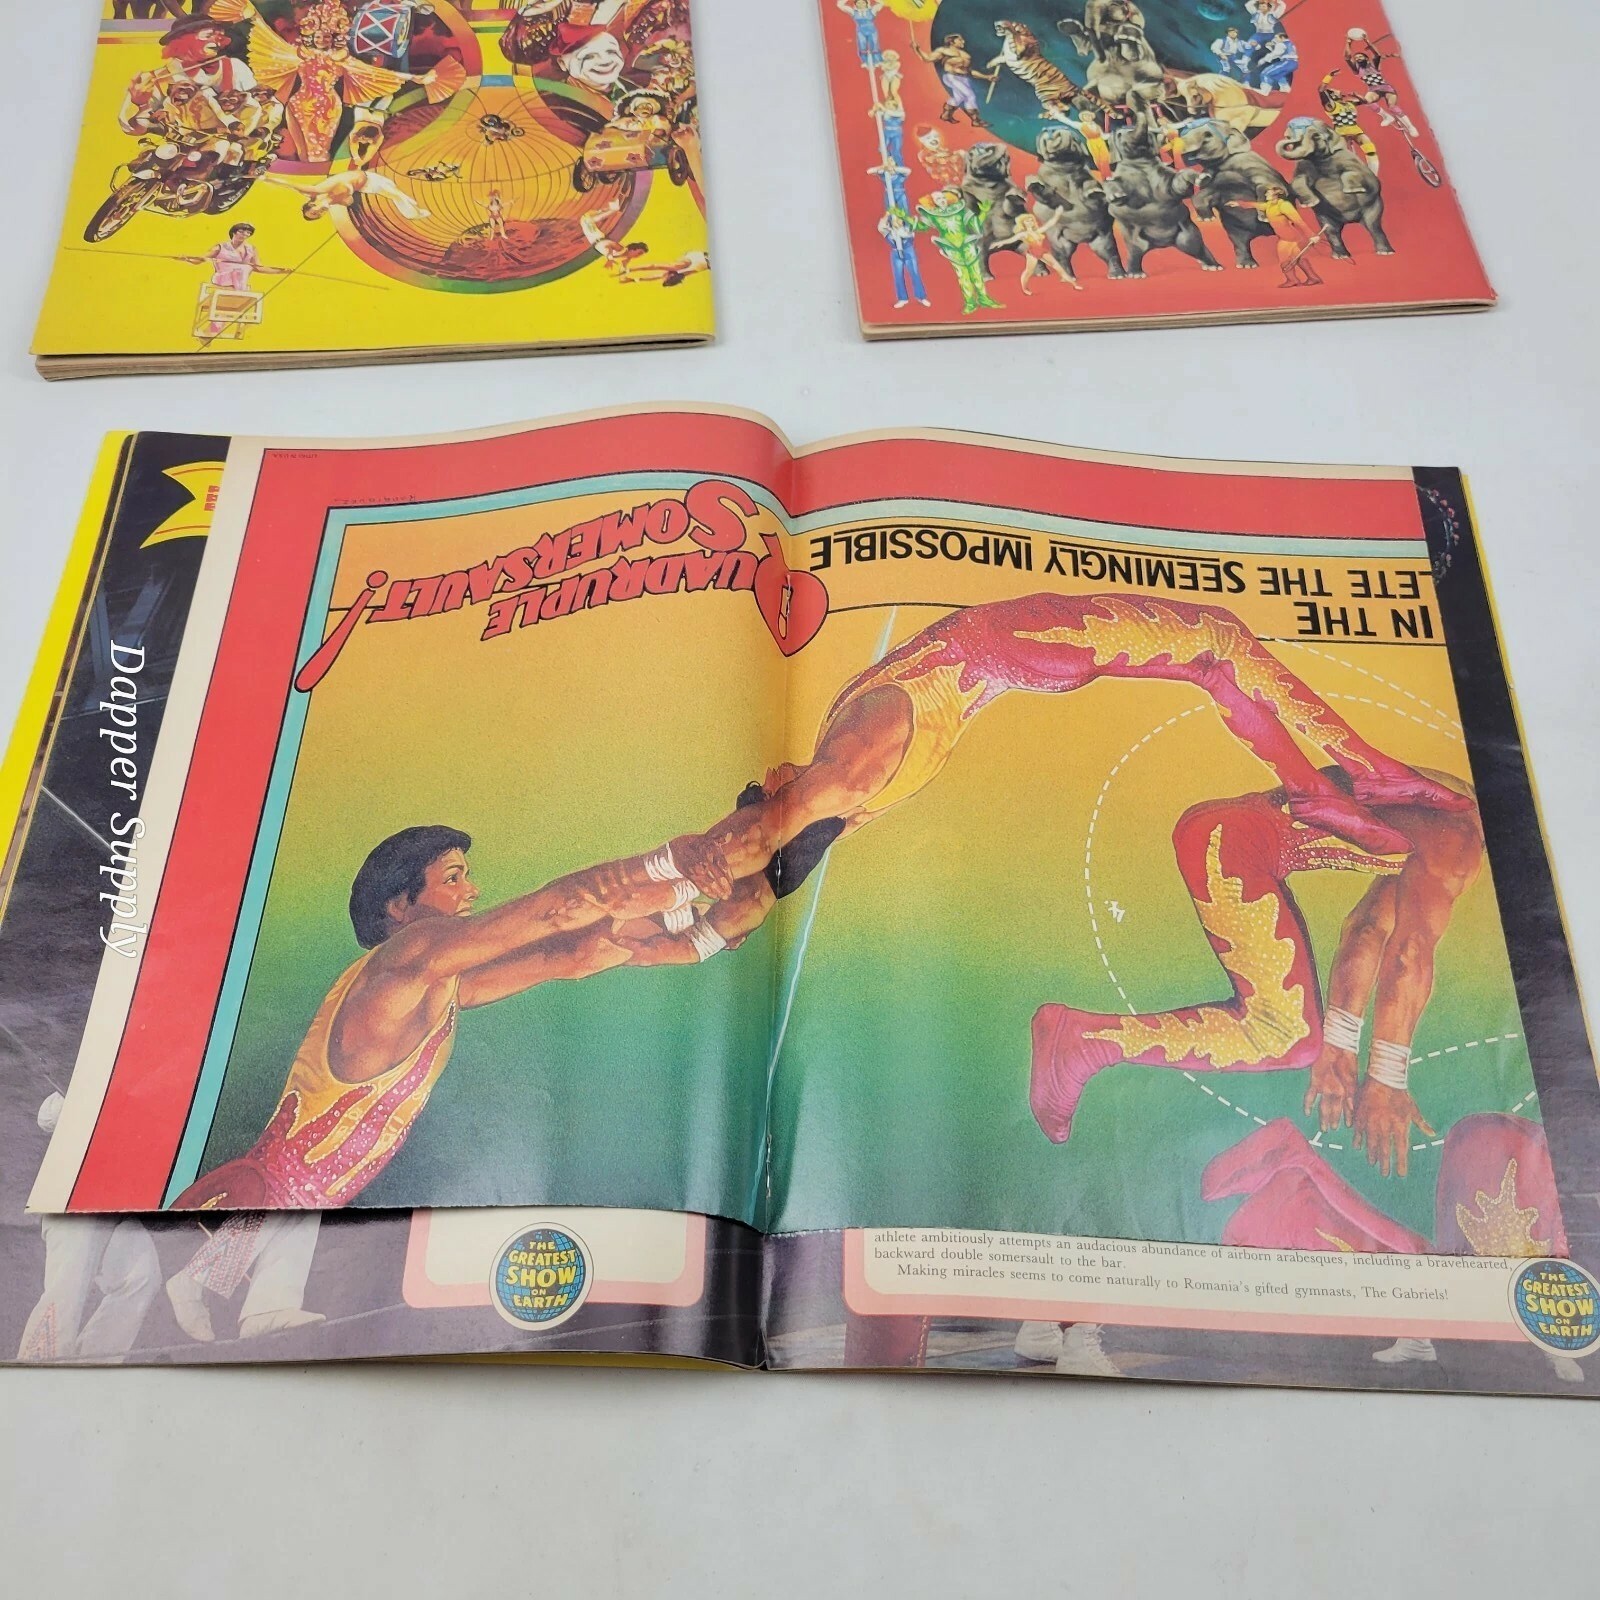 QUADRUPLE
SOMERSAULT!
IN THE
LETE THE SEEMINGLY IMPOSSIBLE
4
Dapper Supply
THE
GREATEST
SHOW
ON
EARTH
athlete ambitiously attempts an audacious abundance of airborn arabesques, including a bravehearted,
backward double somersault to the bar.
Making miracles seems to come naturally to Romania's gifted gymnasts, The Gabriels!
THE
GREATEST
SHOW
ON
EARTH